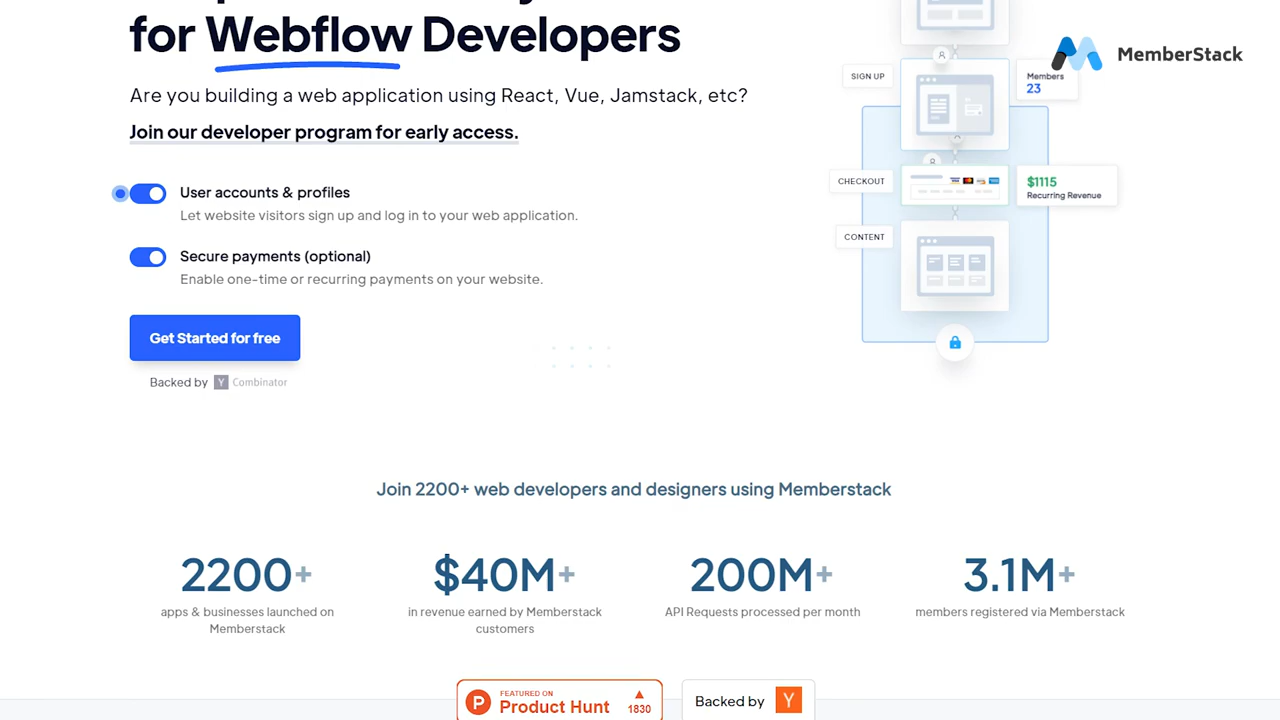 for Webflow Developers
Are you building a web application using React, Vue, Jamstack, etc?
Join our developer program for early access.
User accounts & profiles
Let website visitors sign up and log in to your web application.
Secure payments (optional)
Enable one-time or recurring payments on your website.
Get Started for free
Backed by Y Combinator
MemberStack
SIGN UP
Members
23
CHECKOUT
$1115
Recurring Revenue
CONTENT
Join 2200+ web developers and designers using Memberstack
2200+
apps & businesses launched on
Memberstack
$40M+
in revenue earned by Memberstack
customers
200M+
API Requests processed per month
3.1M+
members registered via Memberstack
P
FEATURED ON
Product Hunt
1830
Backed by Y